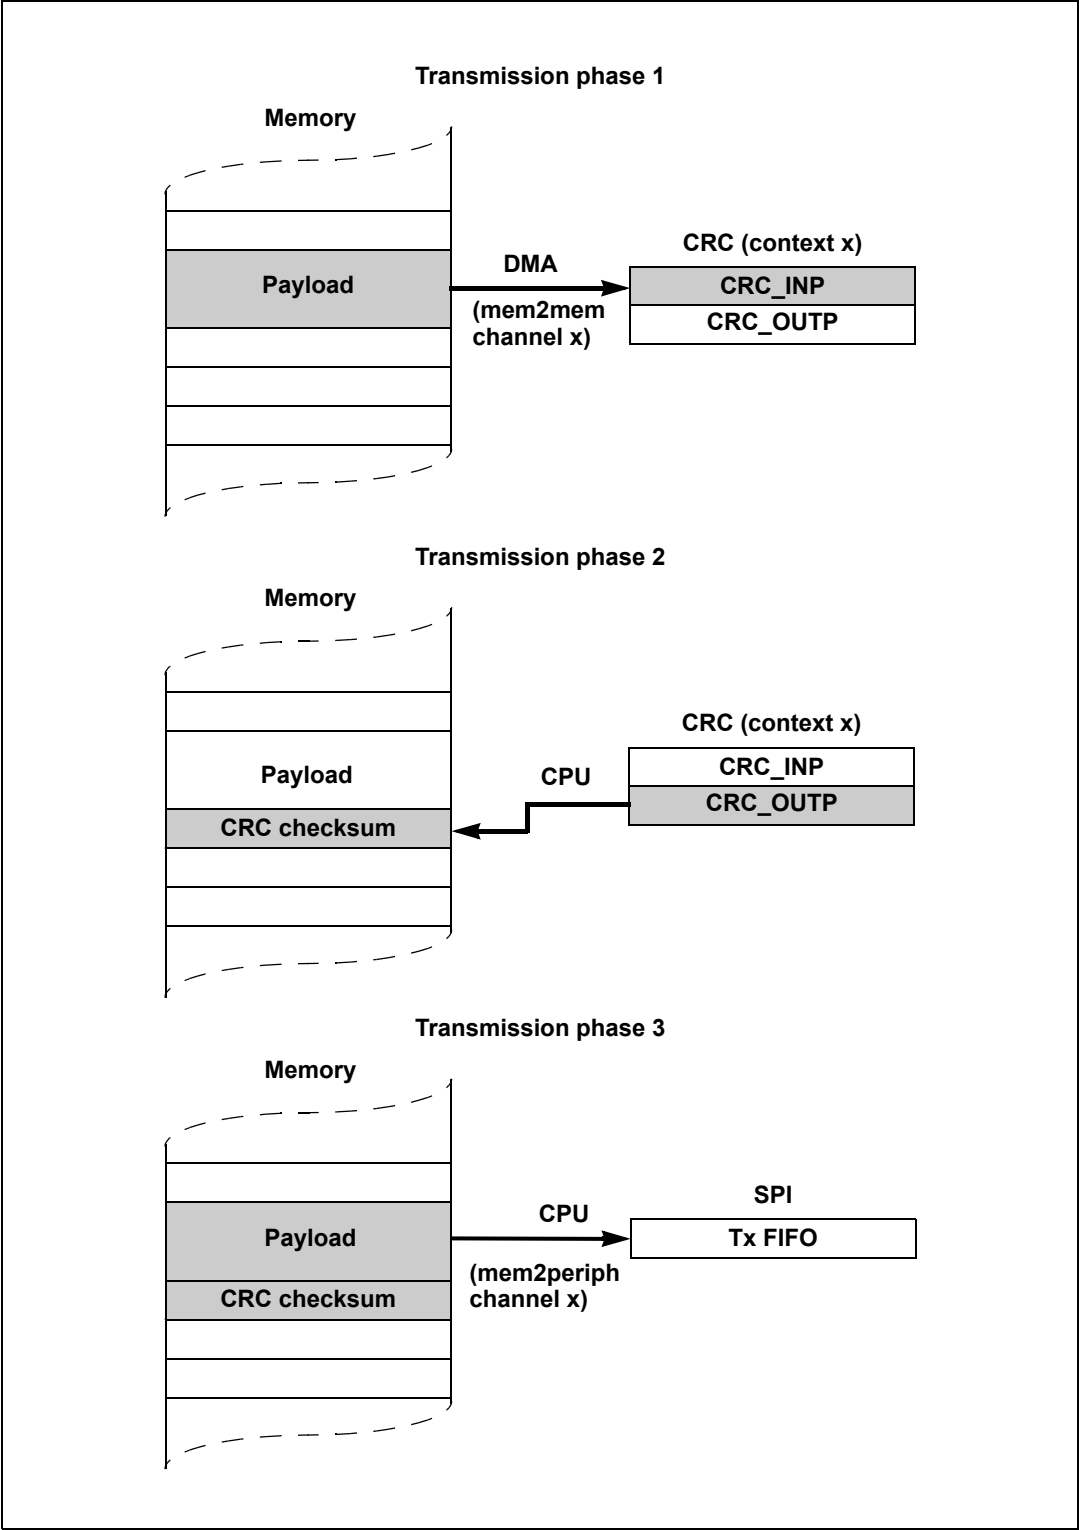 Transmission phase 1
Memory
CRC (context x)
DMA
Payload
CRC_INP
(mem2mem
CRC_OUTP
channel x)
Transmission phase 2
Memory
CRC (context x)
CRC_INP
Payload
CPU
CRC_OUTP
CRC checksum
Transmission phase 3
Memory
SPI
CPU
Payload
Tx FIFO
(mem2periph
channel x)
CRC checksum